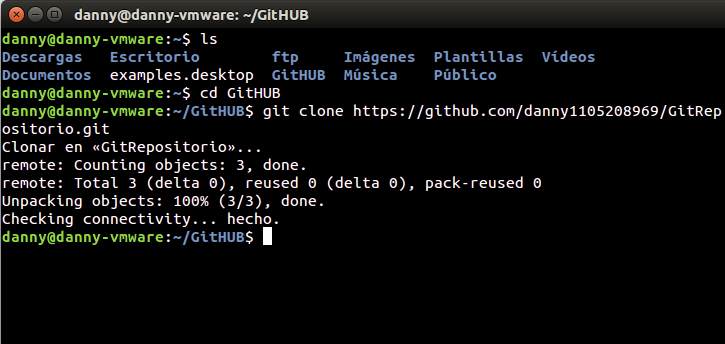 danny@danny-vmware: ~/GitHUB
danny@danny-vmware:~$ ls
Descargas   Escritorio        ftp     Imágenes  Plantillas  Vídeos
Documentos  examples.desktop  GitHUB  Música    Público
danny@danny-vmware:~$ cd GitHUB
danny@danny-vmware:~/GitHUB$ git clone https://github.com/danny1105208969/GitRep
ositorio.git
Clonar en «GitRepositorio»...
remote: Counting objects: 3, done.
remote: Total 3 (delta 0), reused 0 (delta 0), pack-reused 0
Unpacking objects: 100% (3/3), done.
Checking connectivity... hecho.
danny@danny-vmware:~/GitHUB$